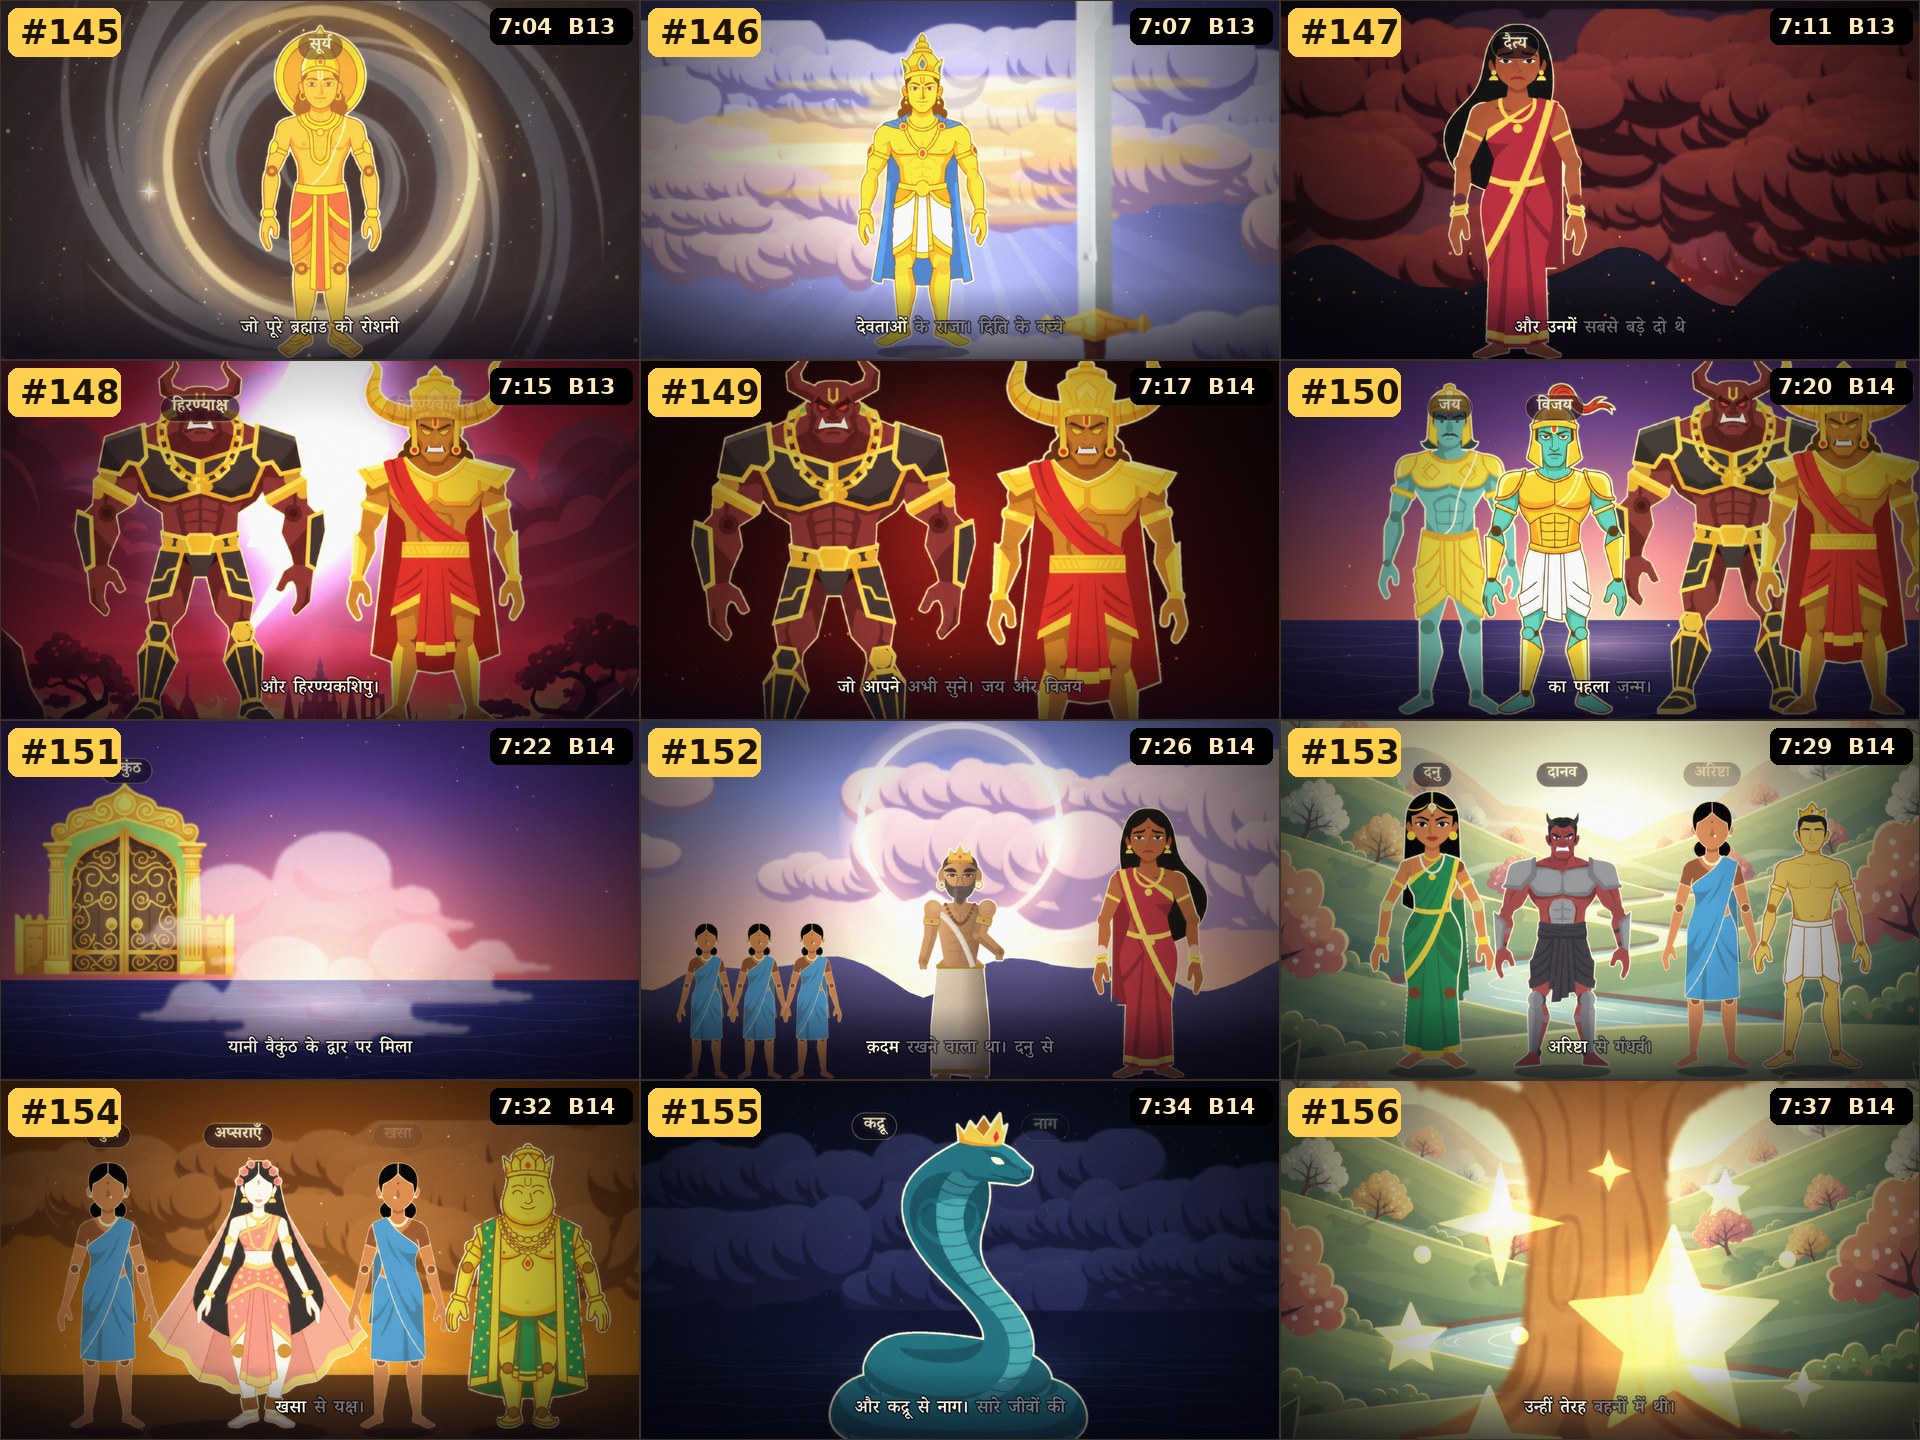 #145
7:04 B13
सूर्य
जो पूरे ब्रह्मांड को रोशनी
#146
7:07 B13
देवताओं के राजा। दिति के बच्चे
#147
7:11 B13
दैत्य
और उनमें सबसे बड़े दो थे
#148
7:15 B13
हिरण्याक्ष
हिरण्यकशिपु
और हिरण्यकशिपु।
#149
7:17 B14
जो आपने अभी सुने। जय और विजय
#150
7:20 B14
जय
विजय
का पहला जन्म।
#151
7:22 B14
यानी वैकुंठ के द्वार पर मिला
#152
7:26 B14
क़दम रखने वाला था। दनु से
#153
7:29 B14
दनु
दानव
अरिष्टा
अरिष्टा से गंधर्व।
#154
7:32 B14
अप्सराएँ
खसा
खसा से यक्ष।
#155
7:34 B14
कद्रू
नाग
और कद्रू से नाग। सारे जीवों की
#156
7:37 B14
उन्हीं तेरह बहनों में थी।